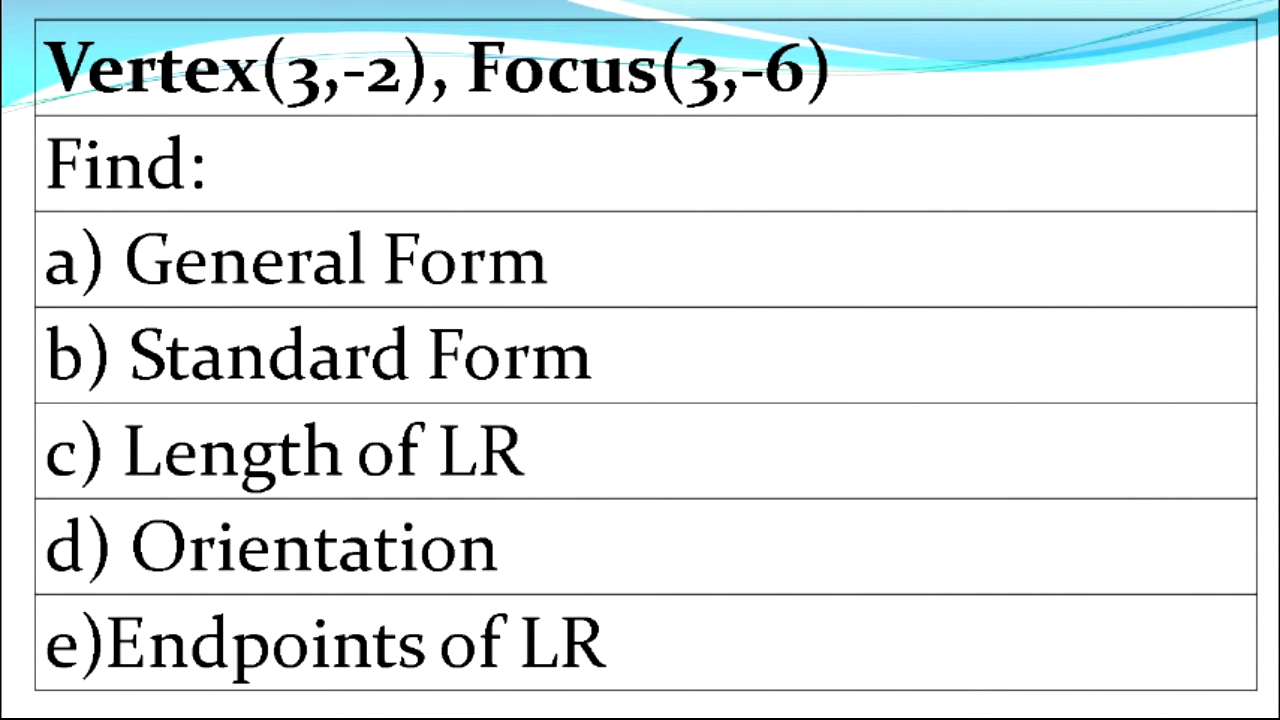 Vertex(3,-2), Focus(3,-6)
Find:
a) General Form
b) Standard Form
c) Length of LR
d) Orientation
e)Endpoints of LR